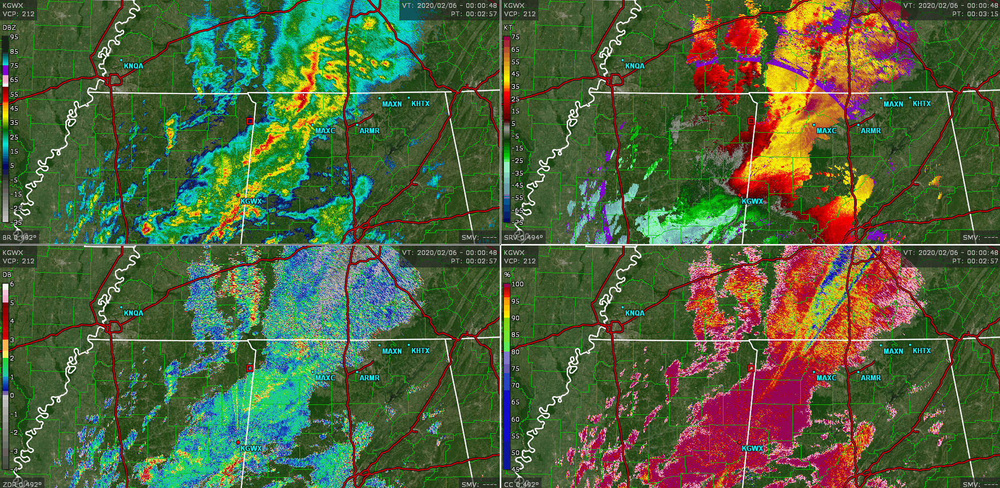 KGWX
VCP: 212
VT: 2020/02/06 - 00:00:48
PT: 00:02:57
DBZ
95
85
75
65
55
45
35
25
15
5
-5
-15
-25
-35
KNQA
MAXN
KHTX
MAXC
ARMR
KGWX
BR 0.492°
SMV: ----
KGWX
VCP: 212
VT: 2020/02/06 - 00:00:48
PT: 00:03:15
KT
75
65
55
45
35
25
15
5
-5
-15
-25
-35
-45
-55
-65
-75
KNQA
MAXN
KHTX
MAXC
ARMR
KGWX
SRV 0.494°
SMV: ----
KGWX
VCP: 212
VT: 2020/02/06 - 00:00:48
PT: 00:02:57
DB
6
5
4
3
2
1
0
-1
-2
-3
-4
KNQA
MAXN
KHTX
MAXC
ARMR
KGWX
ZDR 0.492°
SMV: ----
KGWX
VCP: 212
VT: 2020/02/06 - 00:00:48
PT: 00:02:57
%
100
95
90
85
80
75
70
65
60
55
50
45
KNQA
MAXN
KHTX
MAXC
ARMR
KGWX
CC 0.492°
SMV: ----